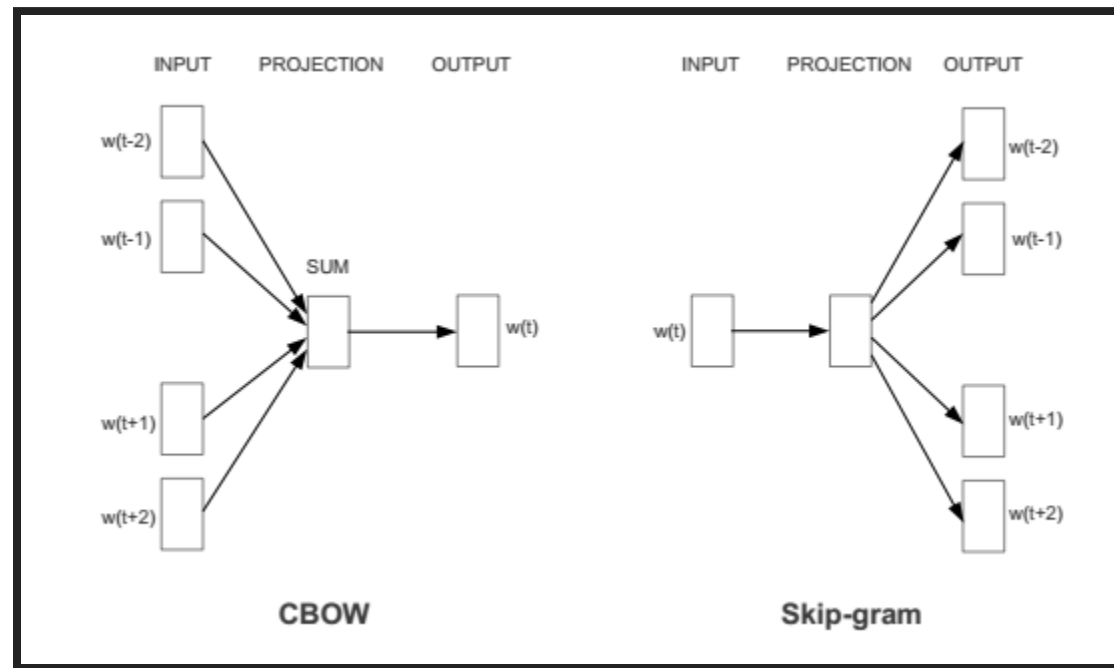 INPUT PROJECTION OUTPUT
w(t-2)
w(t-1)
SUM
w(t)
w(t+1)
w(t+2)
CBOW
INPUT PROJECTION OUTPUT
w(t-2)
w(t-1)
w(t)
w(t+1)
w(t+2)
Skip-gram